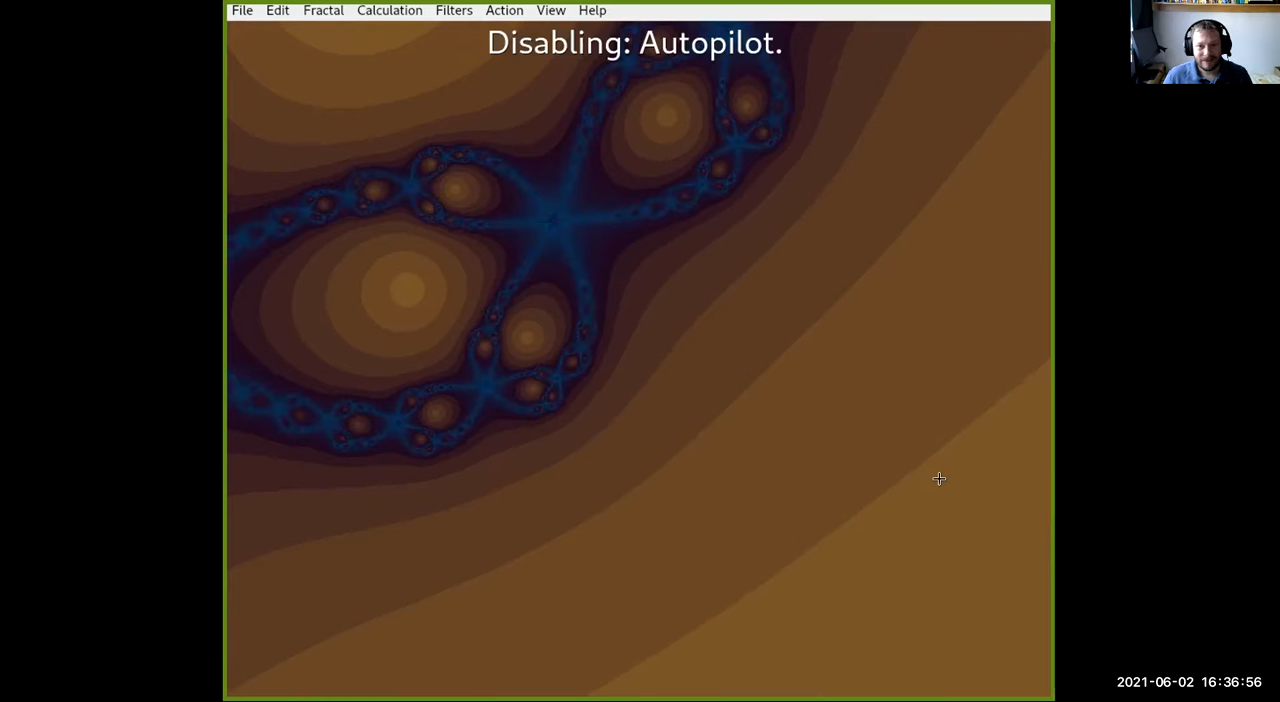 File Edit Fractal Calculation Filters Action View Help
Disabling: Autopilot.
2021-06-02 16:36:56